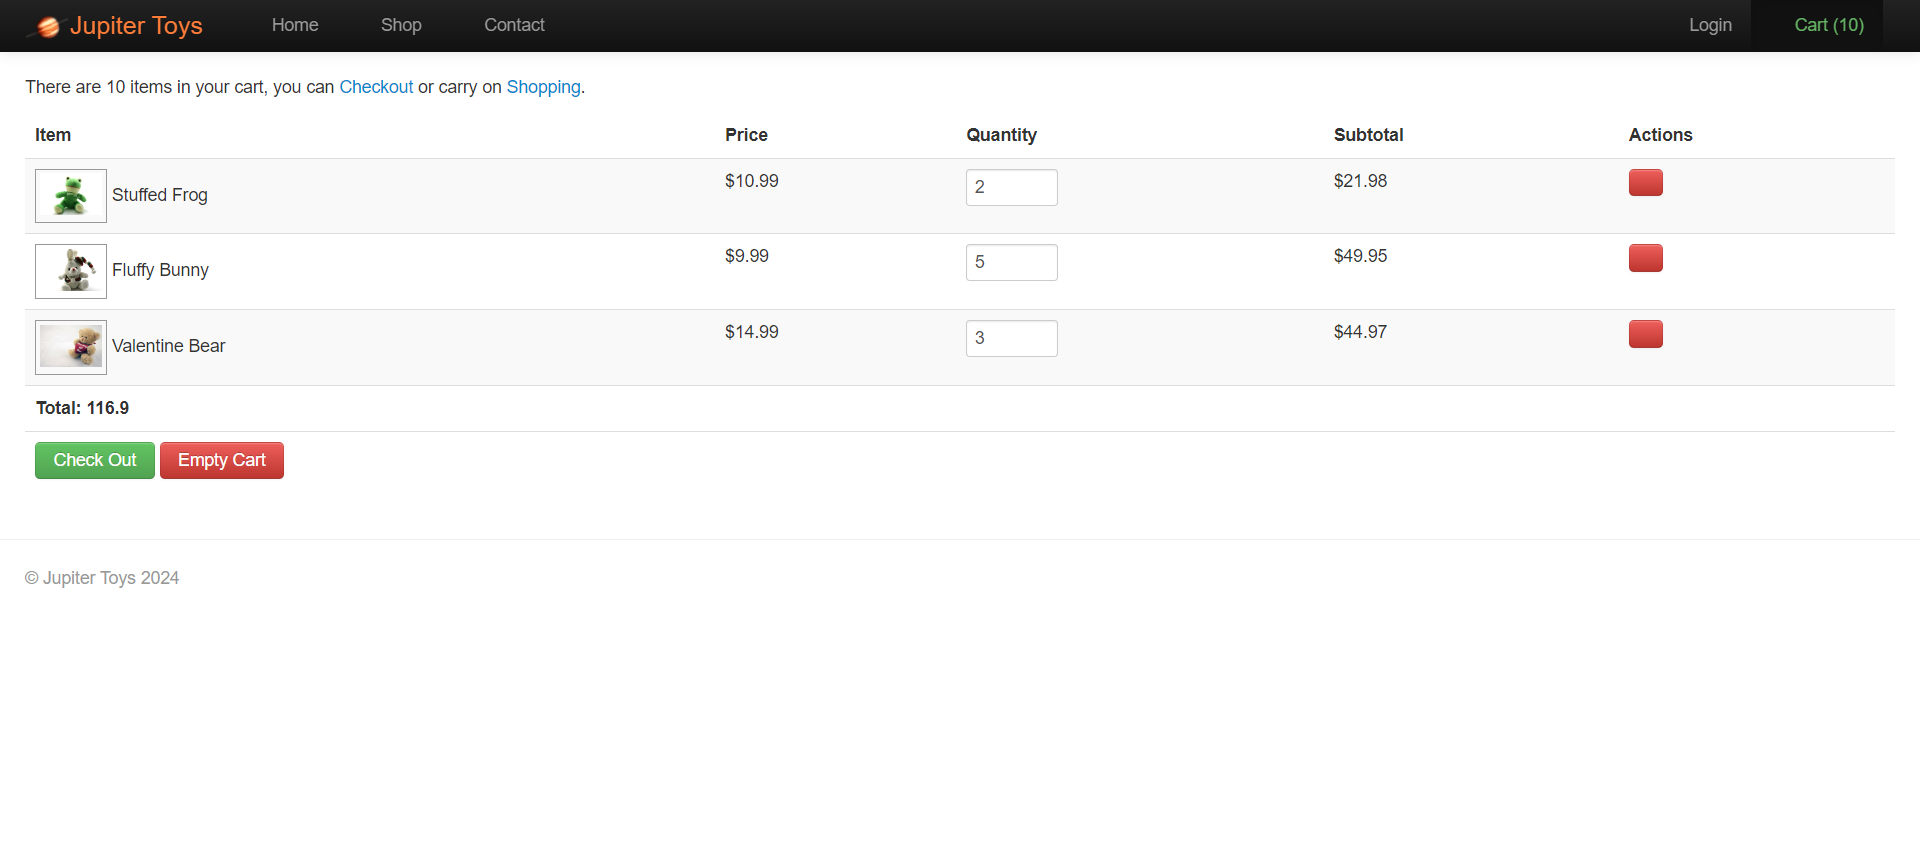 Jupiter Toys Home Shop Contact Login Cart (10)
There are 10 items in your cart, you can Checkout or carry on Shopping.
Item Price Quantity Subtotal Actions
Stuffed Frog $10.99 2 $21.98
Fluffy Bunny $9.99 5 $49.95
Valentine Bear $14.99 3 $44.97
Total: 116.9
Check Out Empty Cart
© Jupiter Toys 2024